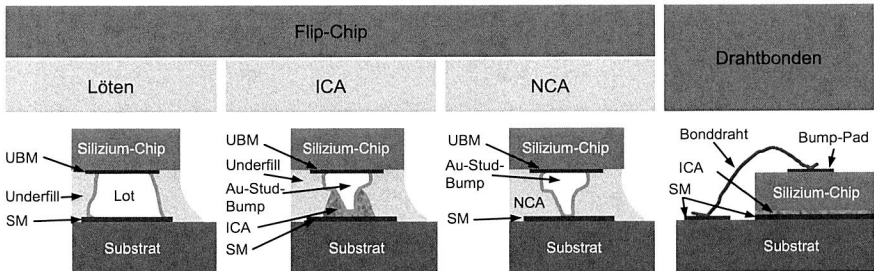 Flip-Chip
Drahtbonden
Löten
ICA
NCA
UBM
Silizium-Chip
Underfill
Lot
SM
Substrat
UBM
Silizium-Chip
Underfill
Au-Stud-
Bump
ICA
SM
Substrat
UBM
Silizium-Chip
Au-Stud-
Bump
NCA
SM
Substrat
Bonddraht
Bump-Pad
ICA
SM
Silizium-Chip
Substrat